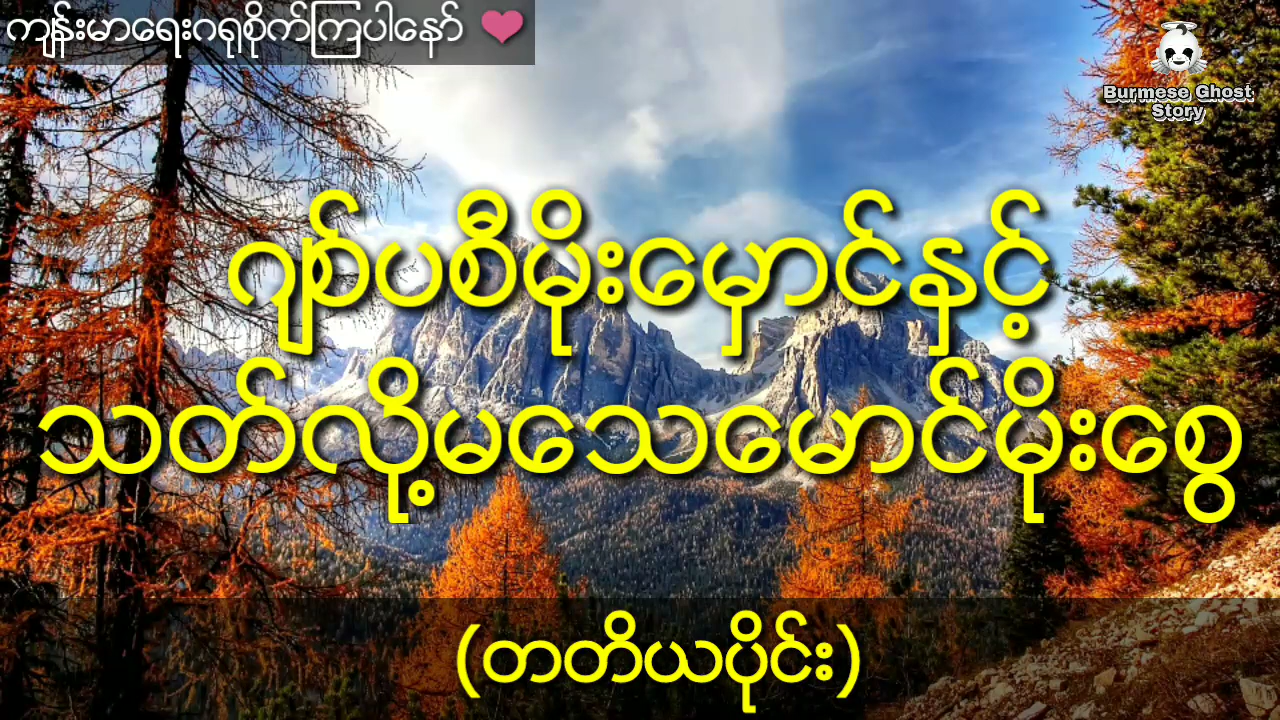 ကျန်းမာရေးဂရုစိုက်ကြပါနော် ❤
Burmese Ghost
Story
ဂျစ်ပစီမိုးမှောင်နှင့်
သတ်လို့မသေမောင်မိုးစွေ
(တတိယပိုင်း)